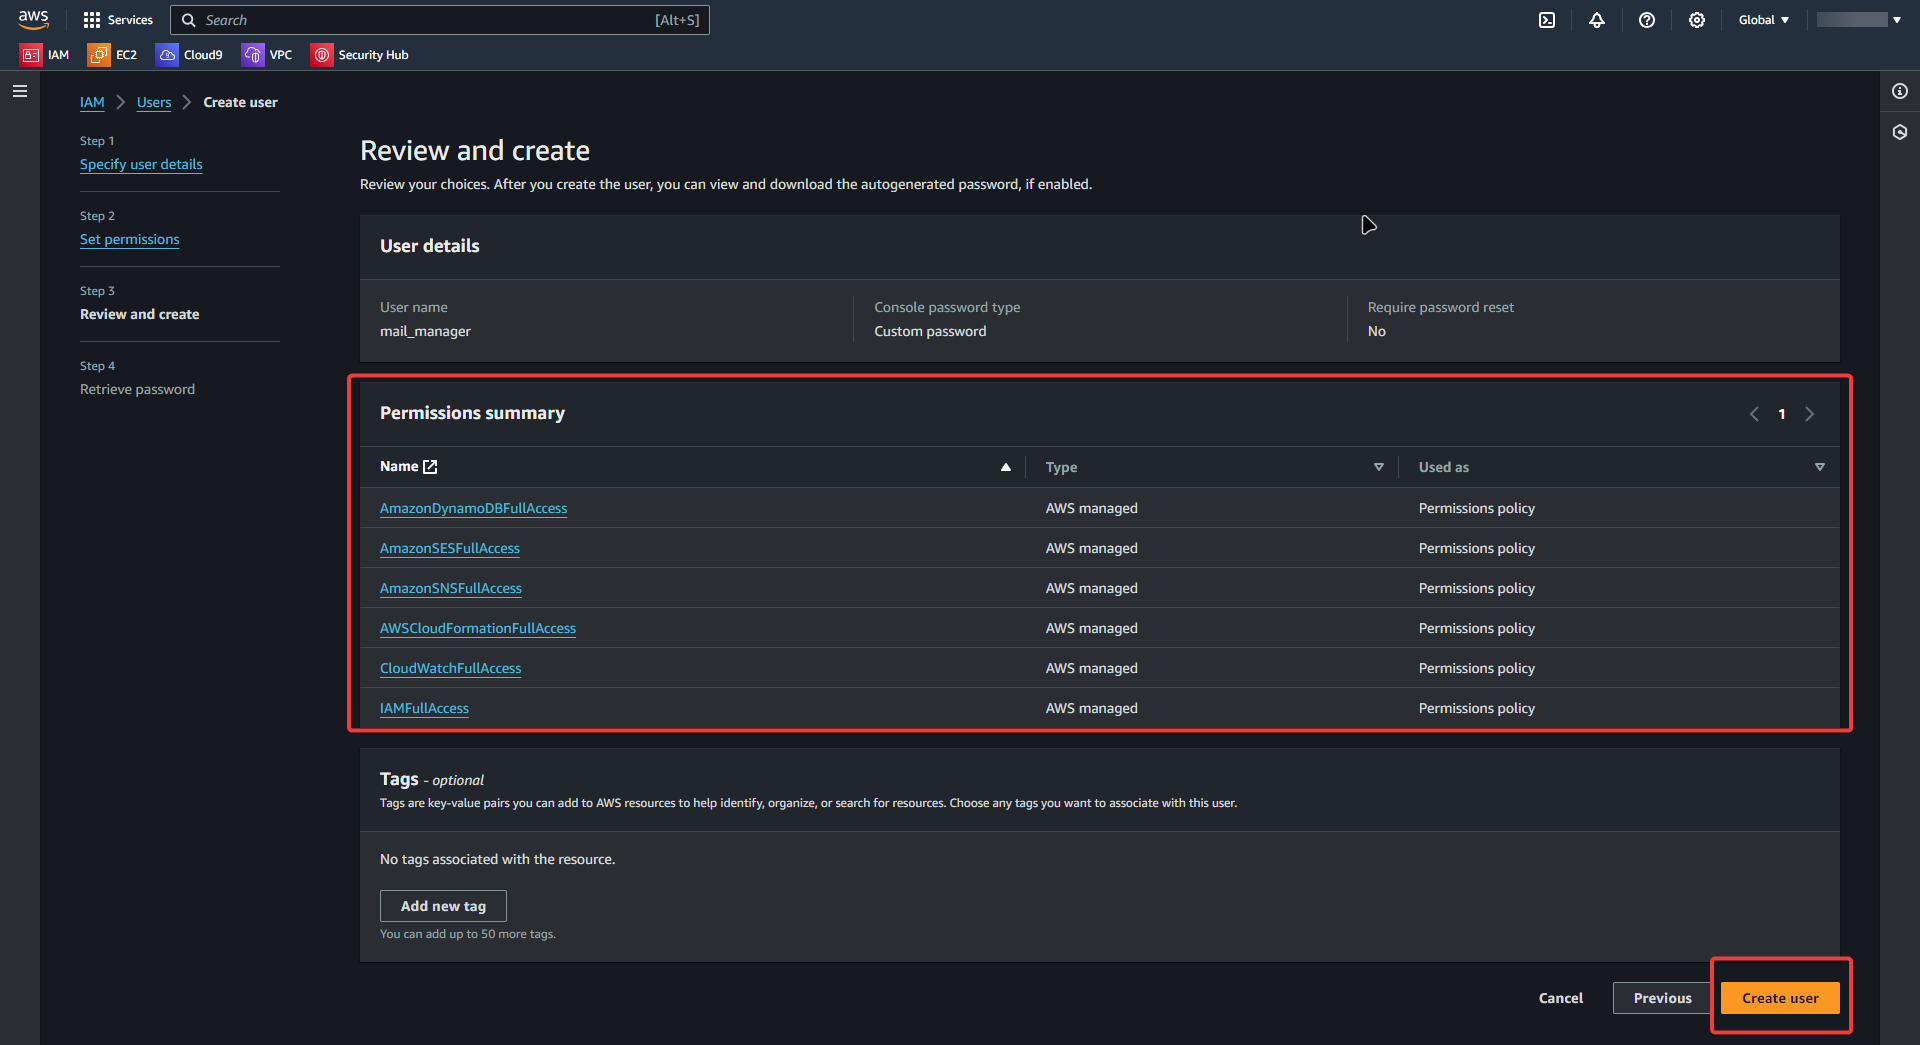 aws
Services
Search
[Alt+S]
Global
IAM
EC2
Cloud9
VPC
Security Hub
IAM
Users
Create user
Step 1
Specify user details
Step 2
Set permissions
Step 3
Review and create
Step 4
Retrieve password
Review and create
Review your choices. After you create the user, you can view and download the autogenerated password, if enabled.
User details
User name
mail_manager
Console password type
Custom password
Require password reset
No
Permissions summary
1
Name
Type
Used as
AmazonDynamoDBFullAccess
AWS managed
Permissions policy
AmazonSESFullAccess
AWS managed
Permissions policy
AmazonSNSFullAccess
AWS managed
Permissions policy
AWSCloudFormationFullAccess
AWS managed
Permissions policy
CloudWatchFullAccess
AWS managed
Permissions policy
IAMFullAccess
AWS managed
Permissions policy
Tags - optional
Tags are key-value pairs you can add to AWS resources to help identify, organize, or search for resources. Choose any tags you want to associate with this user.
No tags associated with the resource.
Add new tag
You can add up to 50 more tags.
Cancel
Previous
Create user